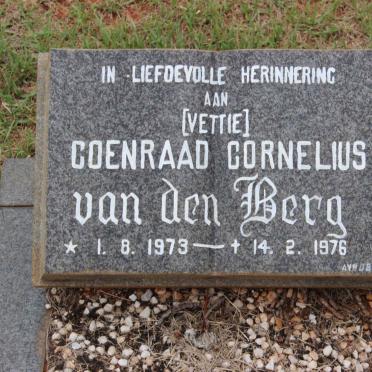 IN LIEFDEVOLLE HERINNERING
AAN
[VETTIE]
COENRAAD CORNELIUS
van den Berg
★ 1. 8. 1973 — † 14. 2. 1976